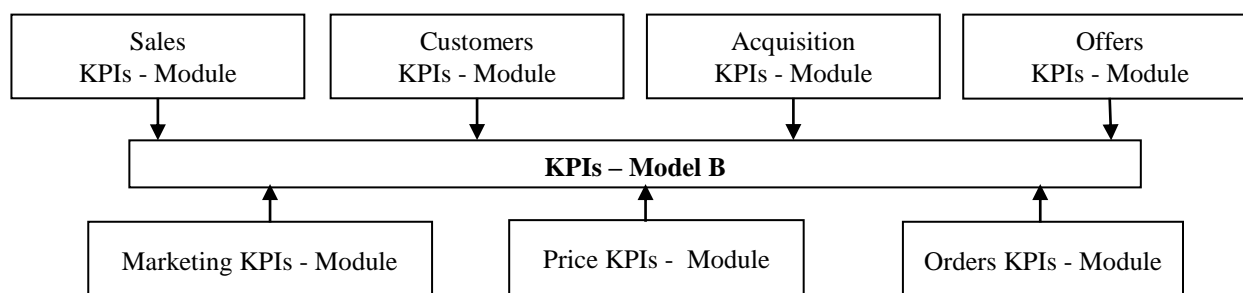 Sales
KPIs - Module
Customers
KPIs - Module
Acquisition
KPIs - Module
Offers
KPIs - Module
KPIs – Model B
Marketing KPIs - Module
Price KPIs -  Module
Orders KPIs - Module